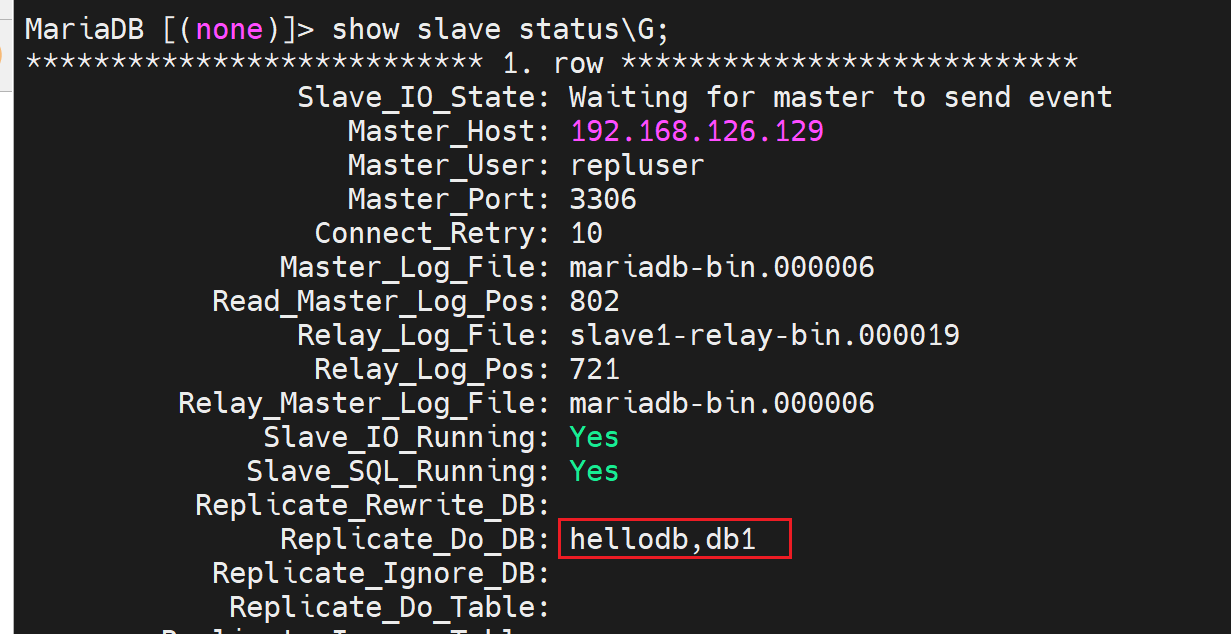 MariaDB [(none)]> show slave status\G;
*************************** 1. row ***************************
Slave_IO_State: Waiting for master to send event
Master_Host: 192.168.126.129
Master_User: repluser
Master_Port: 3306
Connect_Retry: 10
Master_Log_File: mariadb-bin.000006
Read_Master_Log_Pos: 802
Relay_Log_File: slave1-relay-bin.000019
Relay_Log_Pos: 721
Relay_Master_Log_File: mariadb-bin.000006
Slave_IO_Running: Yes
Slave_SQL_Running: Yes
Replicate_Rewrite_DB:
Replicate_Do_DB: hellodb,db1
Replicate_Ignore_DB:
Replicate_Do_Table: